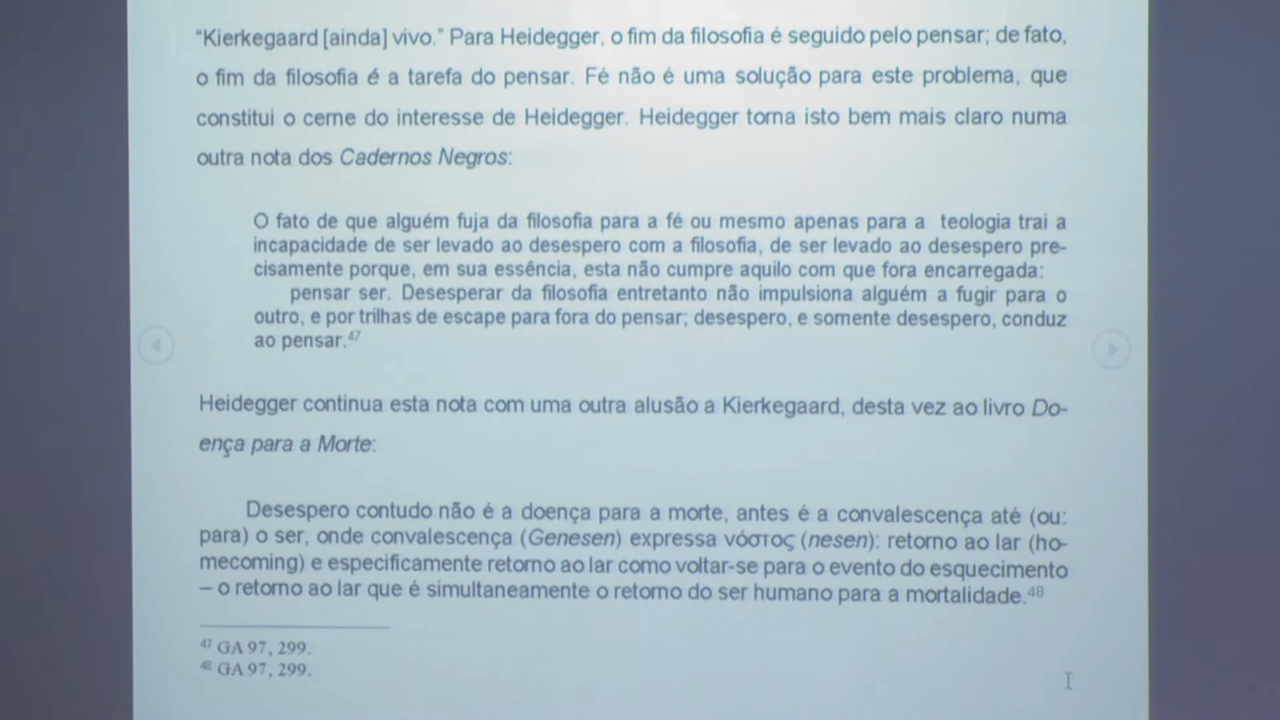 “Kierkegaard [ainda] vivo.” Para Heidegger, o fim da filosofia é seguido pelo pensar; de fato,
o fim da filosofia é a tarefa do pensar. Fé não é uma solução para este problema, que
constitui o cerne do interesse de Heidegger. Heidegger torna isto bem mais claro numa
outra nota dos Cadernos Negros:
O fato de que alguém fuja da filosofia para a fé ou mesmo apenas para a teologia trai a
incapacidade de ser levado ao desespero com a filosofia, de ser levado ao desespero pre-
cisamente porque, em sua essência, esta não cumpre aquilo com que fora encarregada:
pensar ser. Desesperar da filosofia entretanto não impulsiona alguém a fugir para o
outro, e por trilhas de escape para fora do pensar; desespero, e somente desespero, conduz
ao pensar.47
Heidegger continua esta nota com uma outra alusão a Kierkegaard, desta vez ao livro Do-
ença para a Morte:
Desespero contudo não é a doença para a morte, antes é a convalescença até (ou:
para) o ser, onde convalescença (Genesen) expressa νόστος (nesen): retorno ao lar (ho-
mecoming) e especificamente retorno ao lar como voltar-se para o evento do esquecimento
– o retorno ao lar que é simultaneamente o retorno do ser humano para a mortalidade.48
47 GA 97, 299.
48 GA 97, 299.